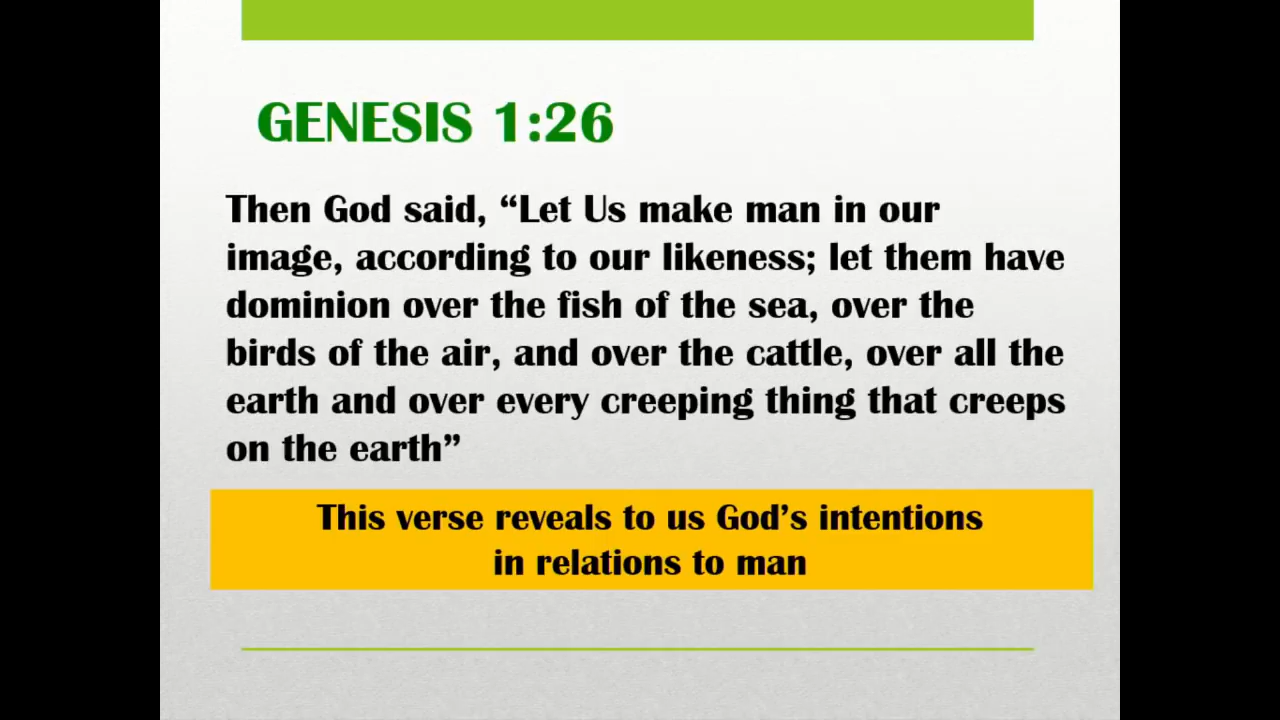 GENESIS 1:26
Then God said, “Let Us make man in our
image, according to our likeness; let them have
dominion over the fish of the sea, over the
birds of the air, and over the cattle, over all the
earth and over every creeping thing that creeps
on the earth”
This verse reveals to us God’s intentions
in relations to man